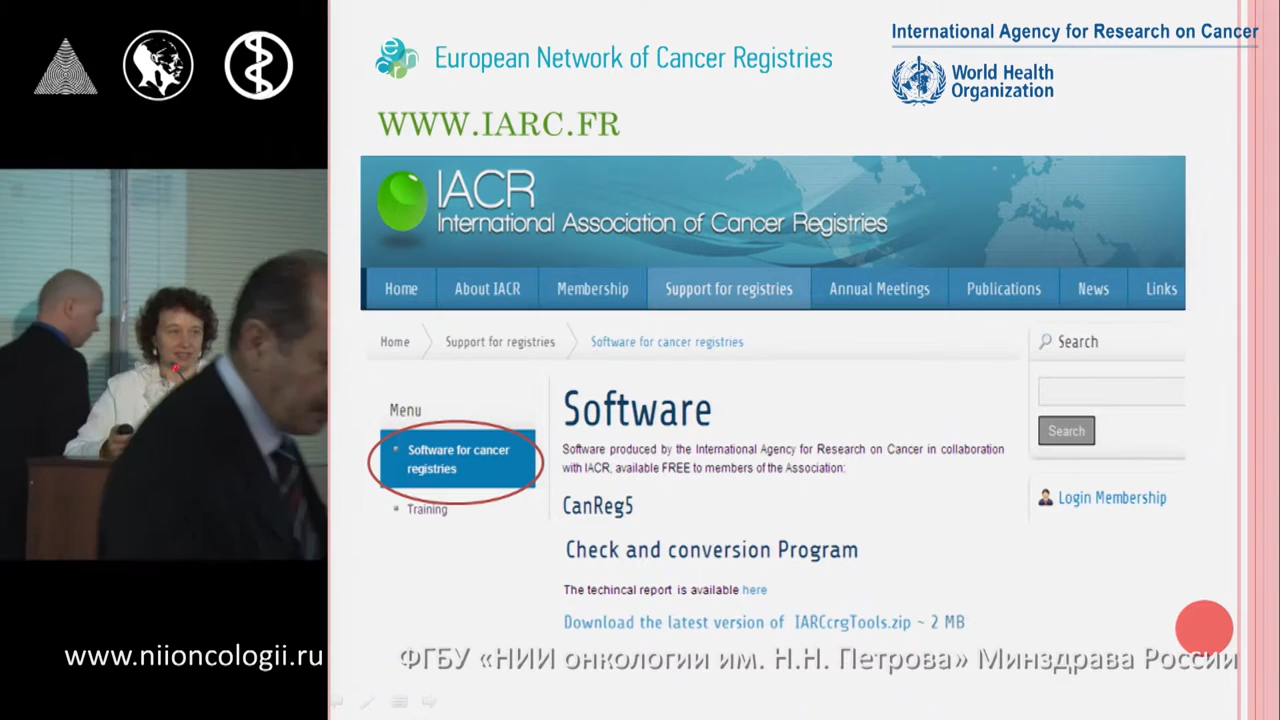 European Network of Cancer Registries
International Agency for Research on Cancer
World Health
Organization
WWW.IARC.FR
IACR
International Association of Cancer Registries
Home About IACR Membership Support for registries Annual Meetings Publications News Links
Home Support for registries Software for cancer registries
Search
Menu
Software for cancer
registries
Training
Software
Software produced by the International Agency for Research on Cancer in collaboration
with IACR, available FREE to members of the Association:
CanReg5
Check and conversion Program
The techincal report is available here
Download the latest version of IARCcrgTools.zip ~ 2 MB
Search
Login Membership
www.niioncologii.ru
ФГБУ «НИИ онкологии им. Н.Н. Петрова» Минздрава России